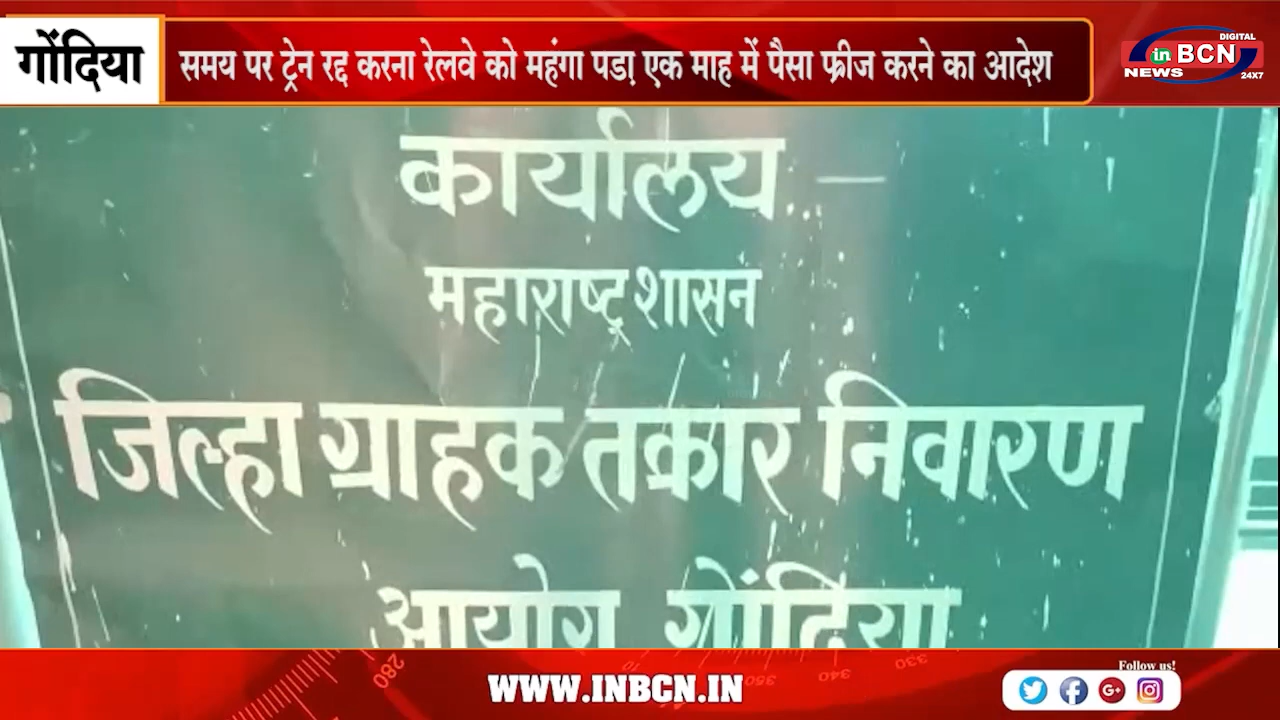 गोंदिया
समय पर ट्रेन रद्द करना रेलवे को महंगा पडा़ एक माह में पैसा फ्रीज करने का आदेश
DIGITAL
in BCN
NEWS 24X7
कार्यालय
महाराष्ट्र शासन
जिल्हा ग्राहक तक्रार निवारण
आयोग गोंदिया
WWW.INBCN.IN
Follow us!